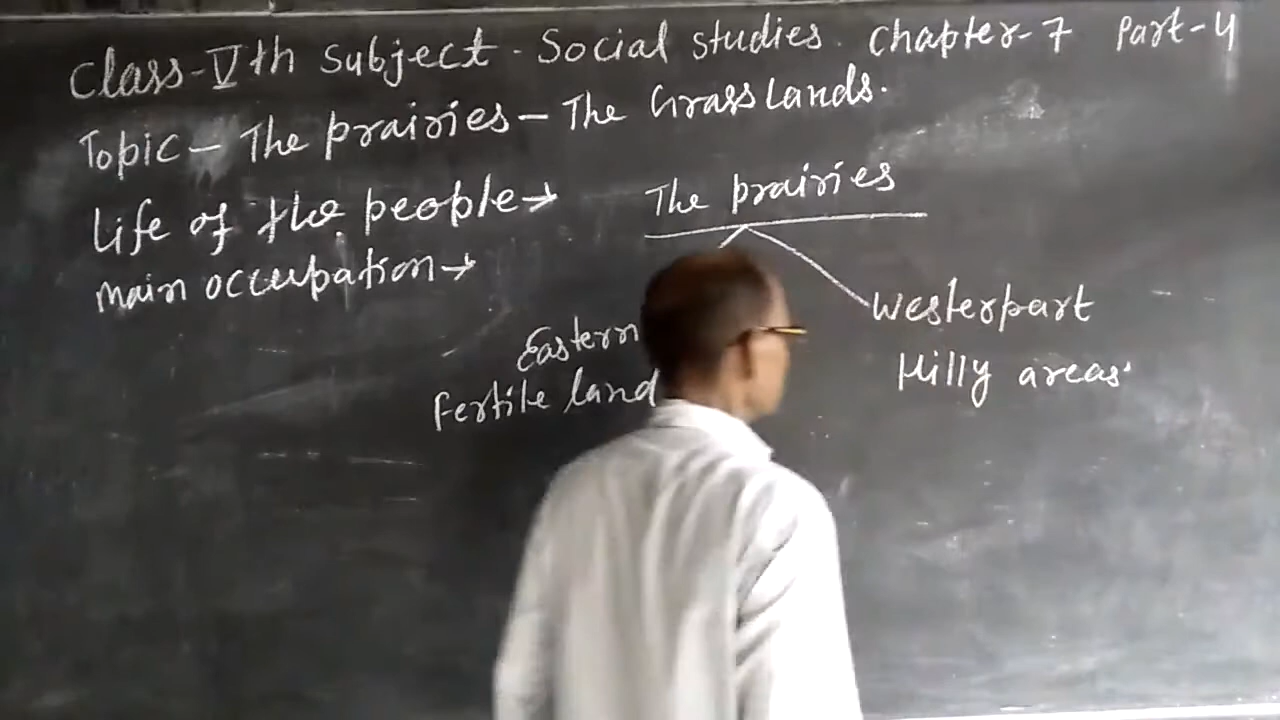 Class-Vth Subject - Social studies. Chapter-7 Part-4
Topic - The prairies - The Grass Lands.
Life of the people→
main occupation→
The prairies
Eastern
Fertile land
Westerpart
Hilly areas